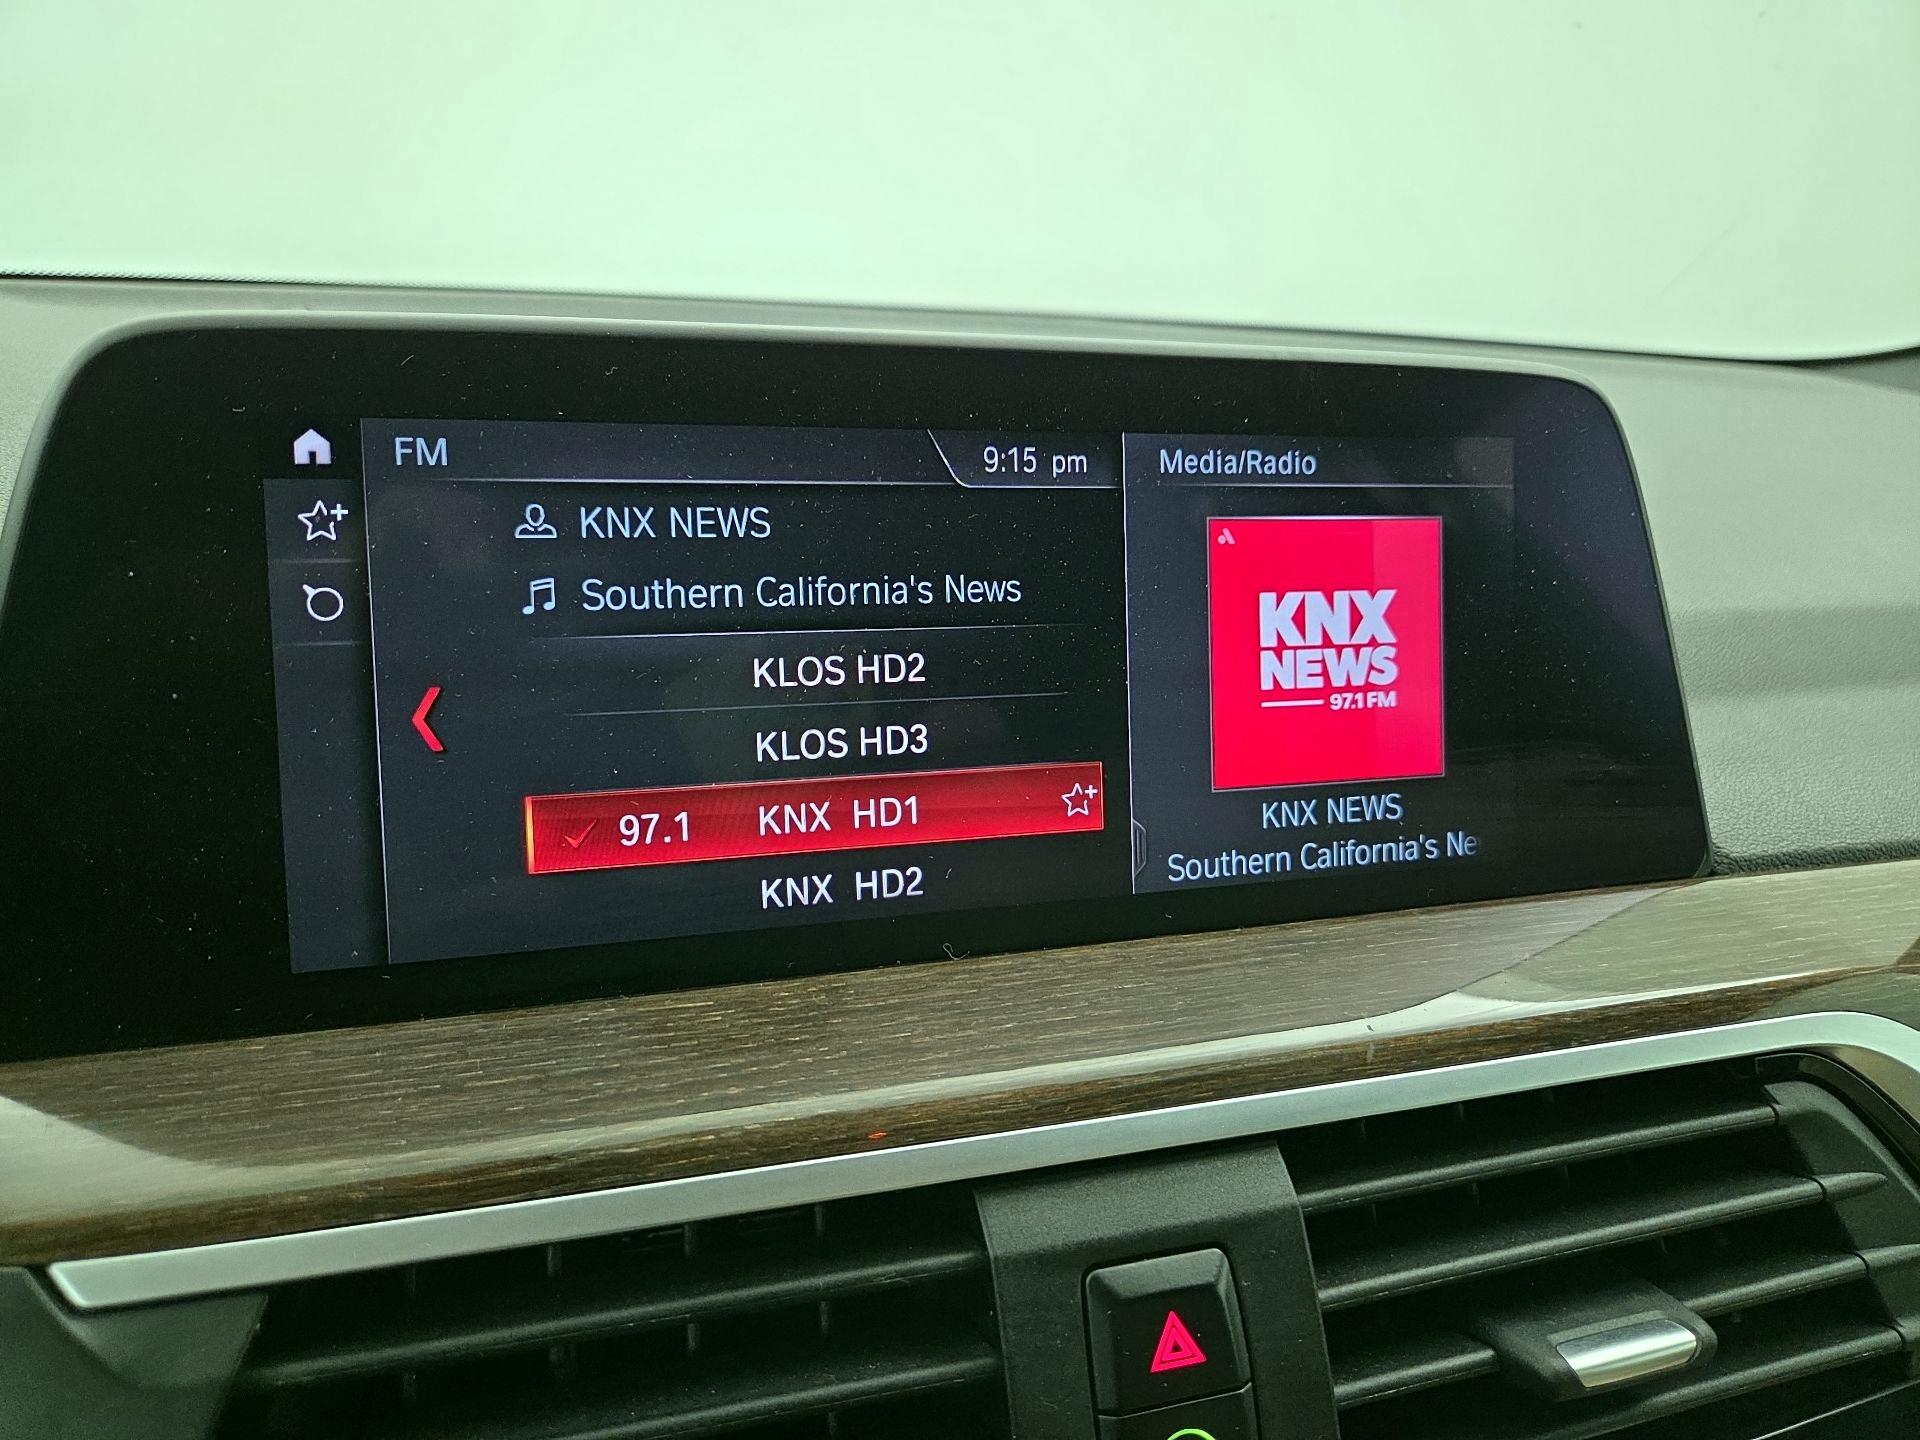 FM
9:15 pm
KNX NEWS
Southern California's News
KLOS HD2
KLOS HD3
97.1 KNX HD1
KNX HD2
Media/Radio
KNX
NEWS
97.1 FM
KNX NEWS
Southern California's Ne